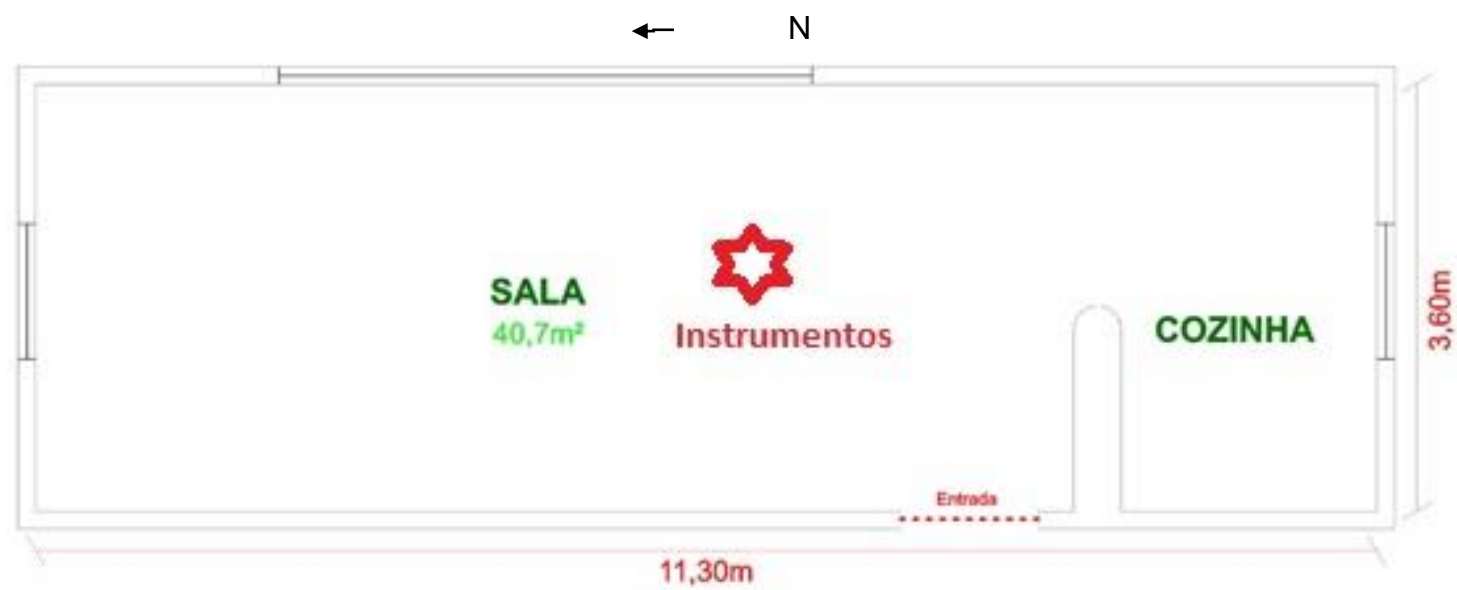 N
SALA
40,7m²
Instrumentos
COZINHA
3,60m
Entrada
11,30m